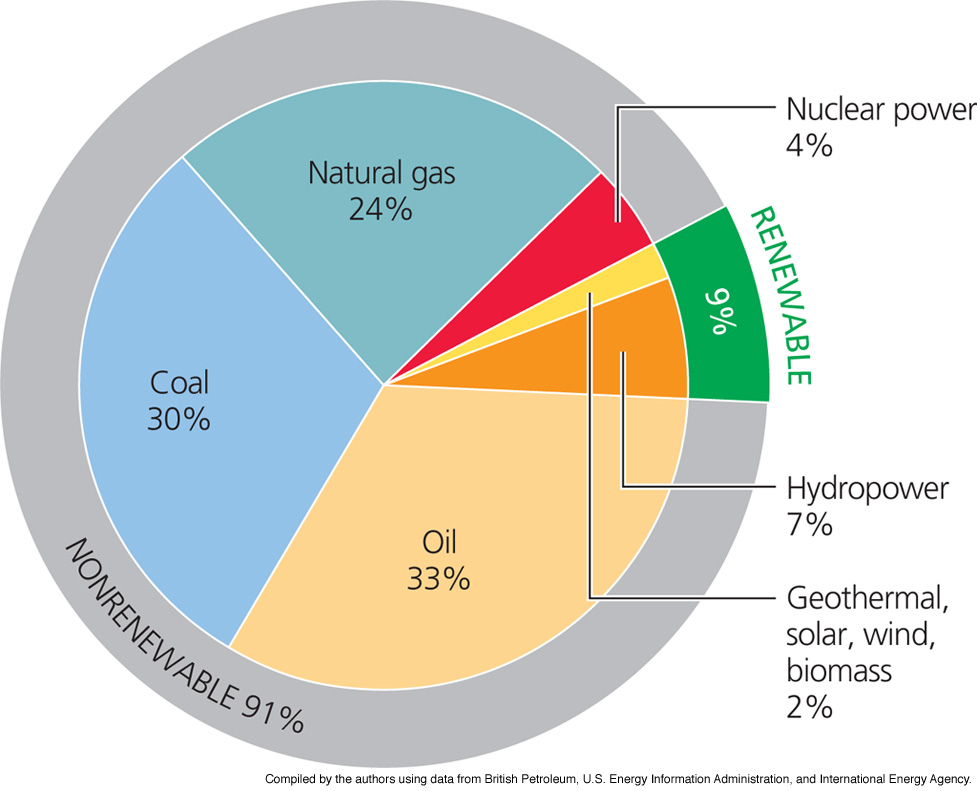 Natural gas
24%
Nuclear power
4%
RENEWABLE
9%
Coal
30%
Hydropower
7%
Oil
33%
Geothermal,
solar, wind,
biomass
2%
NONRENEWABLE 91%
Compiled by the authors using data from British Petroleum, U.S. Energy Information Administration, and International Energy Agency.